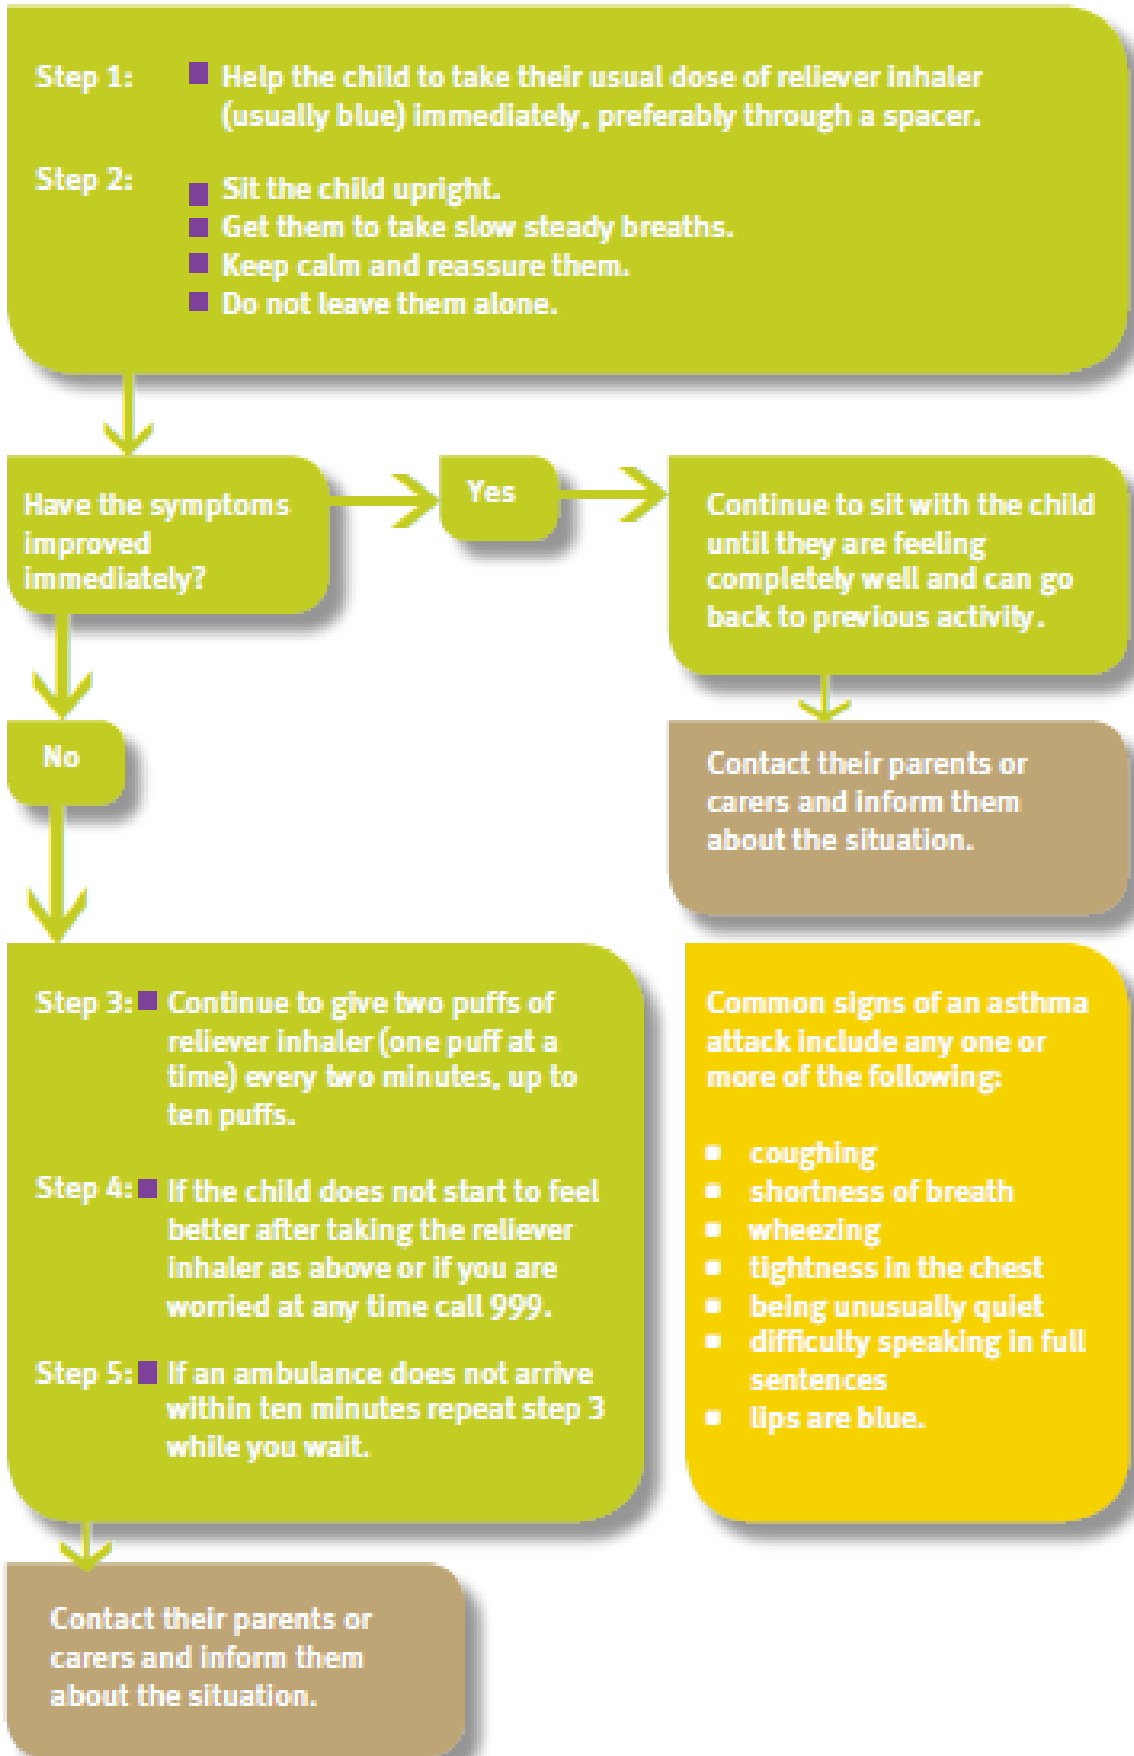 Step 1:
Help the child to take their usual dose of reliever inhaler
(usually blue) immediately, preferably through a spacer.
Step 2:
Sit the child upright.
Get them to take slow steady breaths.
Keep calm and reassure them.
Do not leave them alone.
Have the symptoms
improved
immediately?
Yes
Continue to sit with the child
until they are feeling
completely well and can go
back to previous activity.
No
Contact their parents or
carers and inform them
about the situation.
Step 3: Continue to give two puffs of
reliever inhaler (one puff at a
time) every two minutes, up to
ten puffs.
Step 4: If the child does not start to feel
better after taking the reliever
inhaler as above or if you are
worried at any time call 999.
Step 5: If an ambulance does not arrive
within ten minutes repeat step 3
while you wait.
Common signs of an asthma
attack include any one or
more of the following:
coughing
shortness of breath
wheezing
tightness in the chest
being unusually quiet
difficulty speaking in full
sentences
lips are blue.
Contact their parents or
carers and inform them
about the situation.